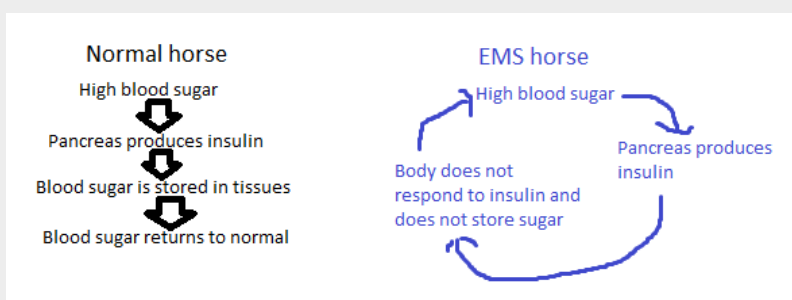 Normal horse
High blood sugar
Pancreas produces insulin
Blood sugar is stored in tissues
Blood sugar returns to normal
EMS horse
High blood sugar
Pancreas produces
insulin
Body does not
respond to insulin and
does not store sugar